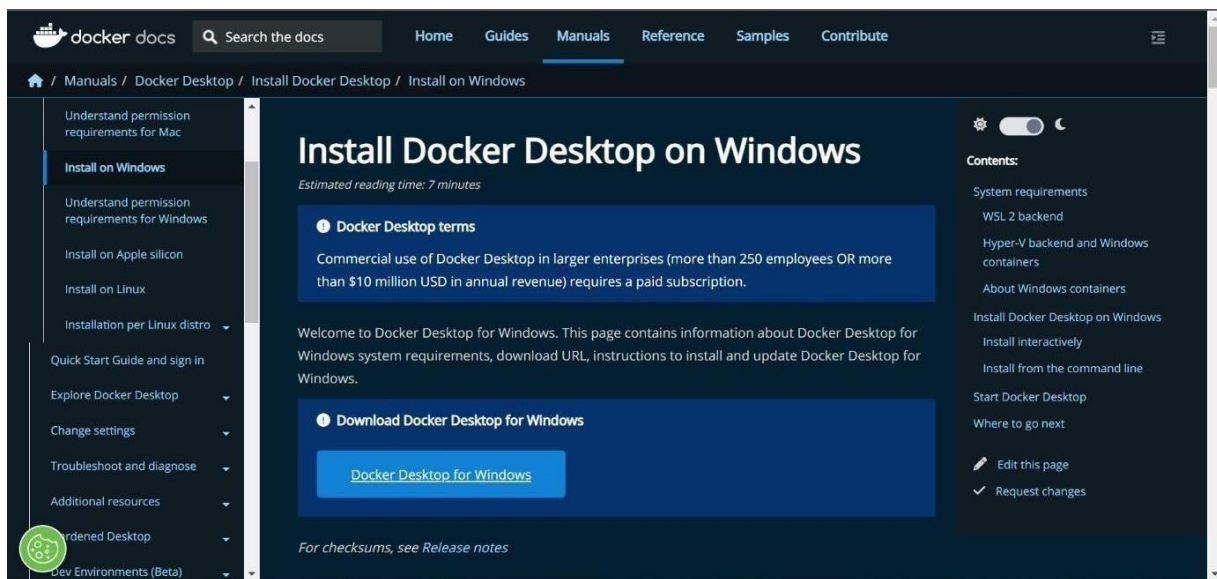 docker docs
Search the docs
Home
Guides
Manuals
Reference
Samples
Contribute
/ Manuals / Docker Desktop / Install Docker Desktop / Install on Windows
Understand permission
requirements for Mac
Install on Windows
Understand permission
requirements for Windows
Install on Apple silicon
Install on Linux
Installation per Linux distro
Quick Start Guide and sign in
Explore Docker Desktop
Change settings
Troubleshoot and diagnose
Additional resources
rdened Desktop
Dev Environments (Beta)
Install Docker Desktop on Windows
Estimated reading time: 7 minutes
Docker Desktop terms
Commercial use of Docker Desktop in larger enterprises (more than 250 employees OR more
than $10 million USD in annual revenue) requires a paid subscription.
Welcome to Docker Desktop for Windows. This page contains information about Docker Desktop for
Windows system requirements, download URL, instructions to install and update Docker Desktop for
Windows.
Download Docker Desktop for Windows
Docker Desktop for Windows
For checksums, see Release notes
Contents:
System requirements
WSL 2 backend
Hyper-V backend and Windows
containers
About Windows containers
Install Docker Desktop on Windows
Install interactively
Install from the command line
Start Docker Desktop
Where to go next
Edit this page
Request changes